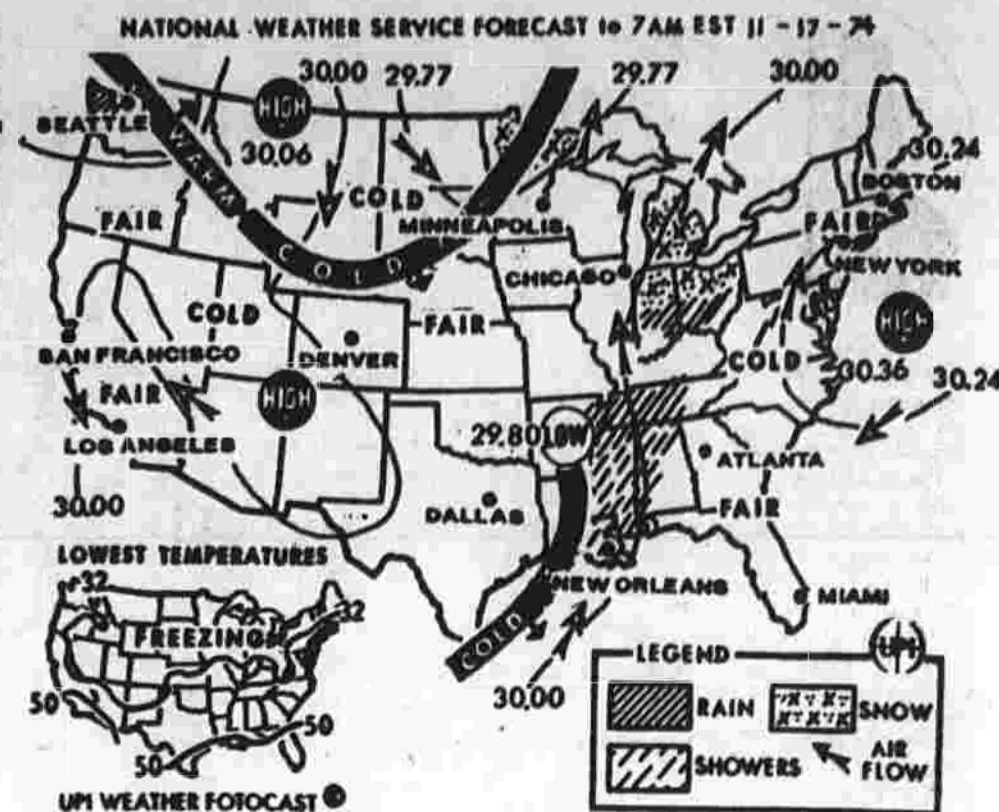 NATIONAL WEATHER SERVICE FORECAST to 7AM EST 11 - 17 - 74
30.00 29.77 29.77 30.00
HIGH
SEATTLE
WARM
30.06
30.24
COLD
BOSTON
FAIR
MINNEAPOLIS
FAIR
COLD
CHICAGO
NEW YORK
COLD
FAIR
HIGH
SAN FRANCISCO
DENVER
COLD
30.36
30.24
FAIR
HIGH
LOS ANGELES
29.80 LOW
ATLANTA
30.00
DALLAS
FAIR
LOWEST TEMPERATURES
NEW ORLEANS
MIAMI
32
32
FREEZING
COLD
UPI
LEGEND
30.00
RAIN
SNOW
50
50
SHOWERS
AIR
FLOW
50
UPI WEATHER FOTOCAST